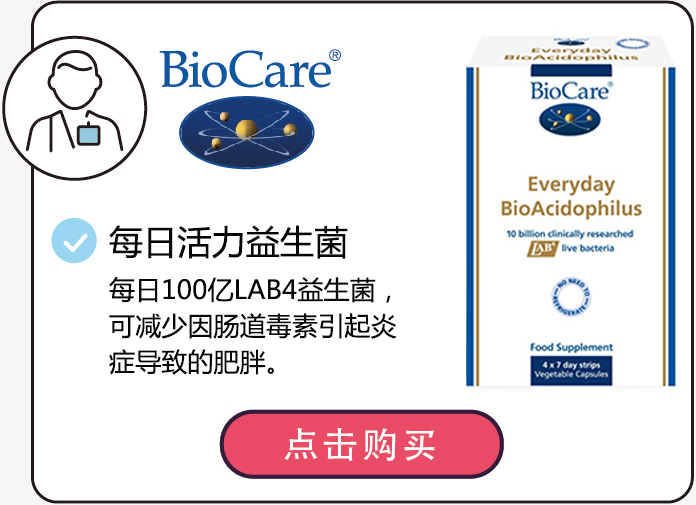 BioCare®
每日活力益生菌
每日100亿LAB4益生菌，
可减少因肠道毒素引起炎
症导致的肥胖。
点击购买
Everyday
BioAcidophilus
BioCare®
Everyday
BioAcidophilus
10 billion clinically researched
LAB4 live bacteria
NO NEED TO REFRIGERATE
Food Supplement
4 x 7 day strips
Vegetable Capsules